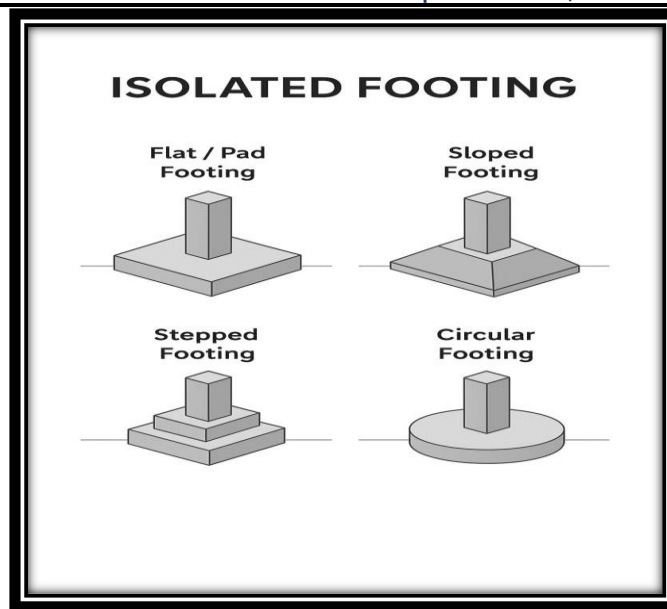 ISOLATED FOOTING
Flat / Pad
Footing
Sloped
Footing
Stepped
Footing
Circular
Footing